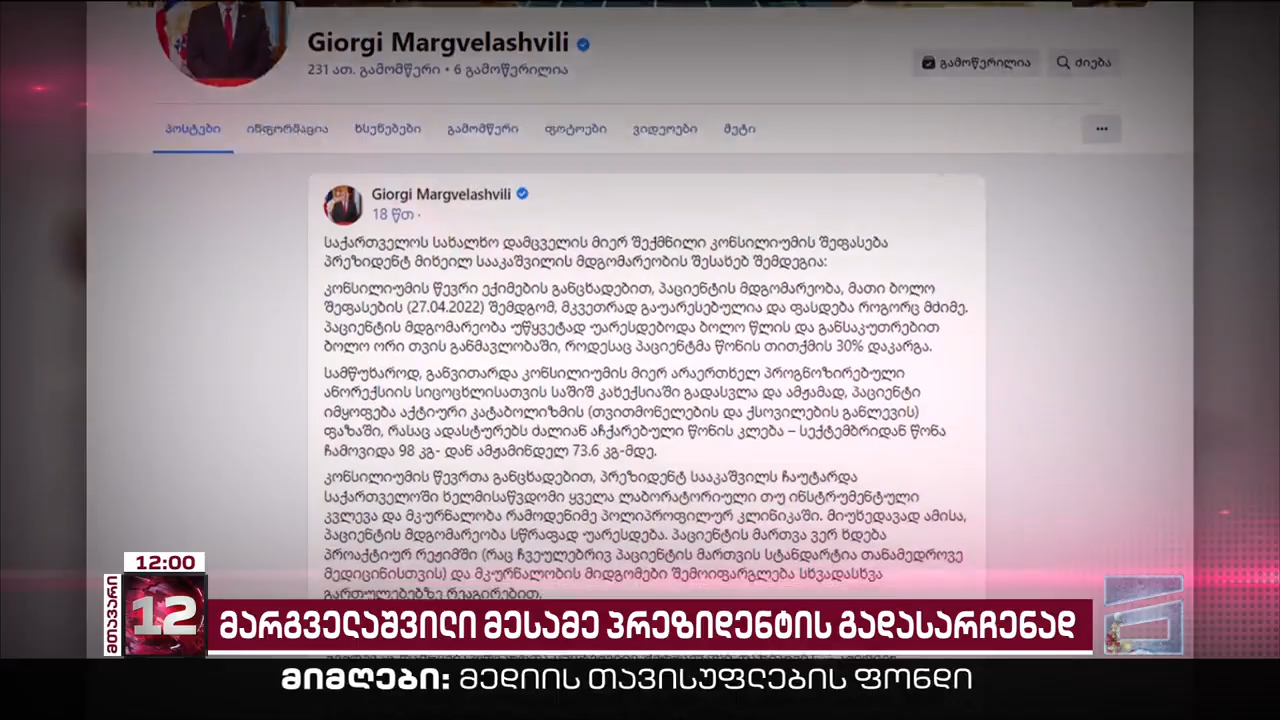 Giorgi Margvelashvili
231 ათ. გამომწერი • 6 გამოწერილია
გამოწერილია
ძიება
პოსტები
ინფორმაცია
ხსენებები
გამომწერი
ფოტოები
ვიდეოები
მეტი
Giorgi Margvelashvili
18 წთ ·
საქართველოს სახალხო დამცველის მიერ შექმნილი კონსილიუმის შეფასება
პრეზიდენტ მიხეილ სააკაშვილის მდგომარეობის შესახებ შემდეგია:
კონსილიუმის წევრი ექიმების განცხადებით, პაციენტის მდგომარეობა, მათი ბოლო
შეფასების (27.04.2022) შემდგომ, მკვეთრად გაუარესებულია და ფასდება როგორც მძიმე.
პაციენტის მდგომარეობა უწყვეტად უარესდებოდა ბოლო წლის და განსაკუთრებით
ბოლო ორი თვის განმავლობაში, როდესაც პაციენტმა წონის თითქმის 30% დაკარგა.
სამწუხაროდ, განვითარდა კონსილიუმის მიერ არაერთხელ პროგნოზირებული
ანორექსიის სიცოცხლისათვის საშიშ კახექსიაში გადასვლა და ამჟამად, პაციენტი
იმყოფება აქტიური კატაბოლიზმის (თვითმონელების და ქსოვილების განლევის)
ფაზაში, რასაც ადასტურებს ძალიან აჩქარებული წონის კლება – სექტემბრიდან წონა
ჩამოვიდა 98 კგ- დან ამჟამინდელ 73.6 კგ-მდე.
კონსილიუმის წევრთა განცხადებით, პრეზიდენტ სააკაშვილს ჩაუტარდა
საქართველოში ხელმისაწვდომი ყველა ლაბორატორიული თუ ინსტრუმენტული
კვლევა და მკურნალობა რამოდენიმე პოლიპროფილურ კლინიკაში. მიუხედავად ამისა,
პაციენტის მდგომარეობა სწრაფად უარესდება. პაციენტის მართვა ვერ ხდება
პროაქტიურ რეჟიმში (რაც ჩვეულებრივ პაციენტის მართვის სტანდარტია თანამედროვე
მედიცინისთვის) და მკურნალობის მიდგომები შემოიფარგლება სხვადასხვა
გართულებებზე რეაგირებით,
12:00
მთავარი
12
მარგველაშვილი მესამე პრეზიდენტის გადასარჩენად
მიმღები: მედიის თავისუფლების ფონდი